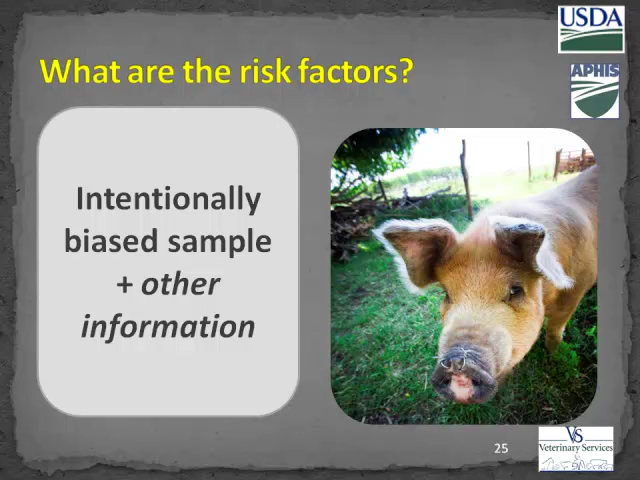 USDA
APHIS
What are the risk factors?
Intentionally
biased sample
+ other
information
25
VS
Veterinary Services